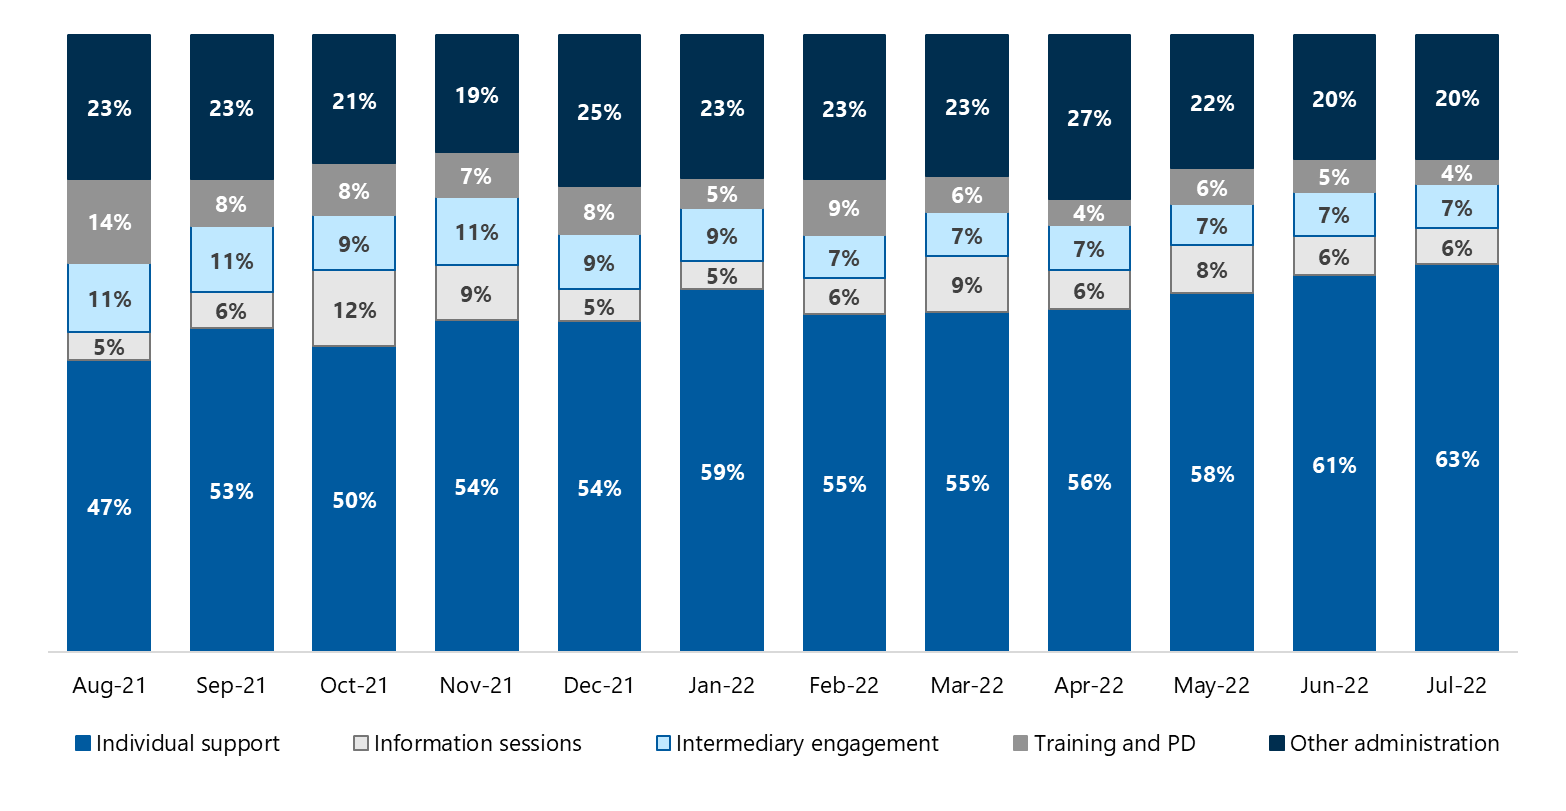 23% 23% 21% 19% 25% 23% 23% 23% 27% 22% 20% 20%
14% 8% 8% 7% 8% 5% 9% 6% 4% 6% 5% 4%
11% 11% 9% 11% 9% 9% 7% 7% 7% 7% 7% 7%
5% 6% 12% 9% 5% 5% 6% 9% 6% 8% 6% 6%
47% 53% 50% 54% 54% 59% 55% 55% 56% 58% 61% 63%
Aug-21 Sep-21 Oct-21 Nov-21 Dec-21 Jan-22 Feb-22 Mar-22 Apr-22 May-22 Jun-22 Jul-22
Individual support Information sessions Intermediary engagement Training and PD Other administration